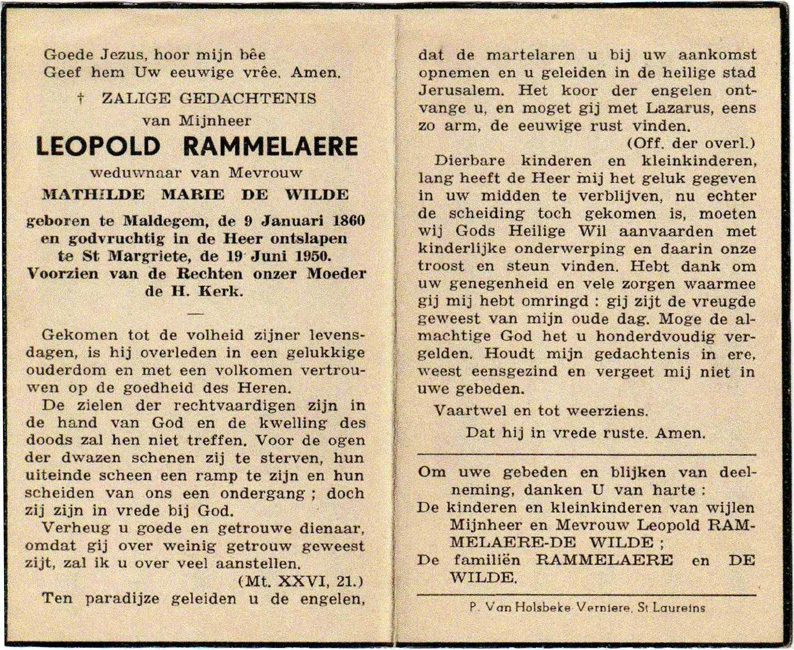 Goede Jezus, hoor mijn bêe
Geef hem Uw eeuwige vrêe. Amen.
† ZALIGE GEDACHTENIS
van Mijnheer
LEOPOLD RAMMELAERE
weduwnaar van Mevrouw
MATHILDE MARIE DE WILDE
geboren te Maldegem, de 9 Januari 1860
en godvruchtig in de Heer ontslapen
te St Margriete, de 19 Juni 1950.
Voorzien van de Rechten onzer Moeder
de H. Kerk.
Gekomen tot de volheid zijner levens-
dagen, is hij overleden in een gelukkige
ouderdom en met een volkomen vertrou-
wen op de goedheid des Heren.
De zielen der rechtvaardigen zijn in
de hand van God en de kwelling des
doods zal hen niet treffen. Voor de ogen
der dwazen schenen zij te sterven, hun
uiteinde scheen een ramp te zijn en hun
scheiden van ons een ondergang ; doch
zij zijn in vrede bij God.
Verheug u goede en getrouwe dienaar,
omdat gij over weinig getrouw geweest
zijt, zal ik u over veel aanstellen.
(Mt. XXVI, 21.)
Ten paradijze geleiden u de engelen,
dat de martelaren u bij uw aankomst
opnemen en u geleiden in de heilige stad
Jerusalem. Het koor der engelen ont-
vange u, en moget gij met Lazarus, eens
zo arm, de eeuwige rust vinden.
(Off. der overl.)
Dierbare kinderen en kleinkinderen,
lang heeft de Heer mij het geluk gegeven
in uw midden te verblijven, nu echter
de scheiding toch gekomen is, moeten
wij Gods Heilige Wil aanvaarden met
kinderlijke onderwerping en daarin onze
troost en steun vinden. Hebt dank om
uw genegenheid en vele zorgen waarmee
gij mij hebt omringd : gij zijt de vreugde
geweest van mijn oude dag. Moge de al-
machtige God het u honderdvoudig ver-
gelden. Houdt mijn gedachtenis in ere,
weest eensgezind en vergeet mij niet in
uwe gebeden.
Vaartwel en tot weerziens.
Dat hij in vrede ruste. Amen.
Om uwe gebeden en blijken van deel-
neming, danken U van harte :
De kinderen en kleinkinderen van wijlen
Mijnheer en Mevrouw Leopold RAM-
MELAERE-DE WILDE ;
De familiën RAMMELAERE en DE
WILDE.
P. Van Holsbeke Verniere, St Laureins